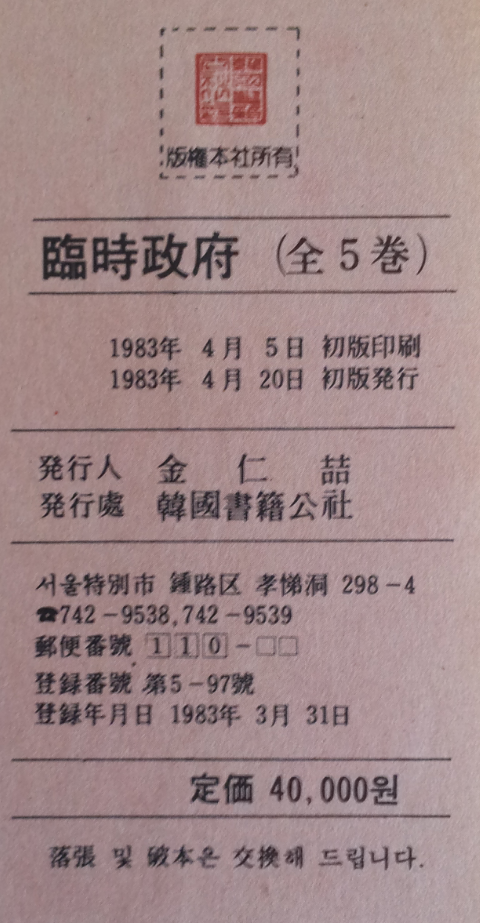 版權本社所有
臨時政府 (全5巻)
1983年 4月 5日 初版印刷
1983年 4月 20日 初版発行
発行人 金 仁 喆
発行處 韓國書籍公社
서울特別市 鍾路区 孝悌洞 298-4
☎742-9538,742-9539
郵便番號 110-□□
登録番號 第5-97號
登録年月日 1983年 3月 31日
定価 40,000원
落張 및 破本은 交換해 드립니다.